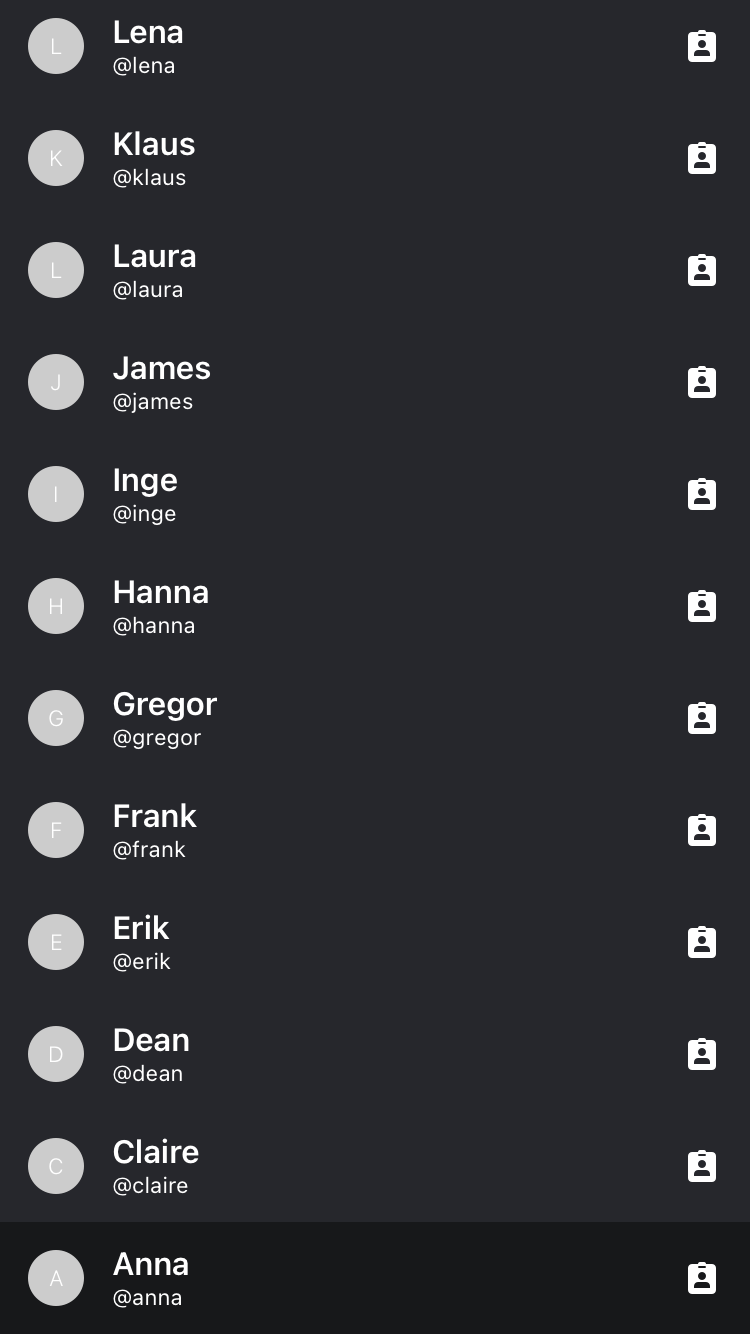 L
Lena
@lena
K
Klaus
@klaus
L
Laura
@laura
J
James
@james
I
Inge
@inge
H
Hanna
@hanna
G
Gregor
@gregor
F
Frank
@frank
E
Erik
@erik
D
Dean
@dean
C
Claire
@claire
A
Anna
@anna